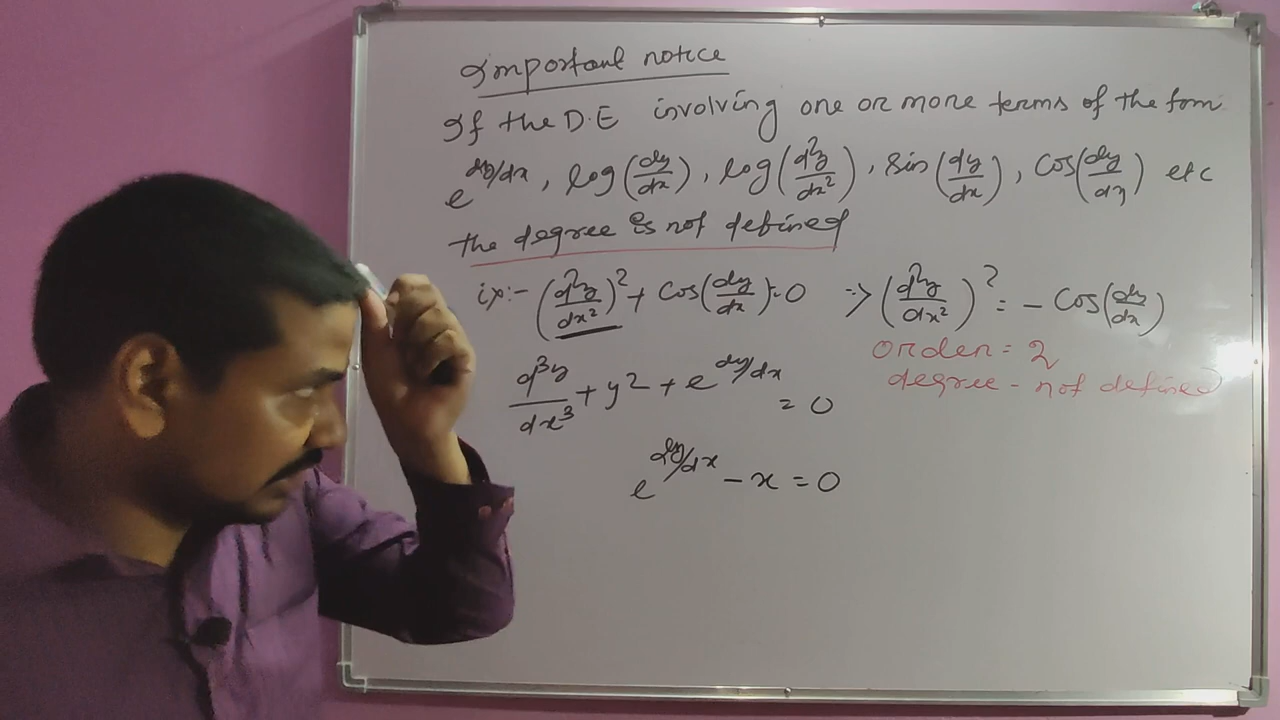 Important notice
If the D.E involving one or more terms of the form
e^dy/dx, log(dy/dx), log(d²y/dx²), sin(dy/dx), cos(dy/dx) etc
the degree is not defined
ix:- (d²y/dx²)² + cos(dy/dx) = 0 => (d²y/dx²)² = - cos(dy/dx)
order = 2
degree - not defined
d³y/dx³ + y2 + e^dy/dx = 0
e^dy/dx - x = 0